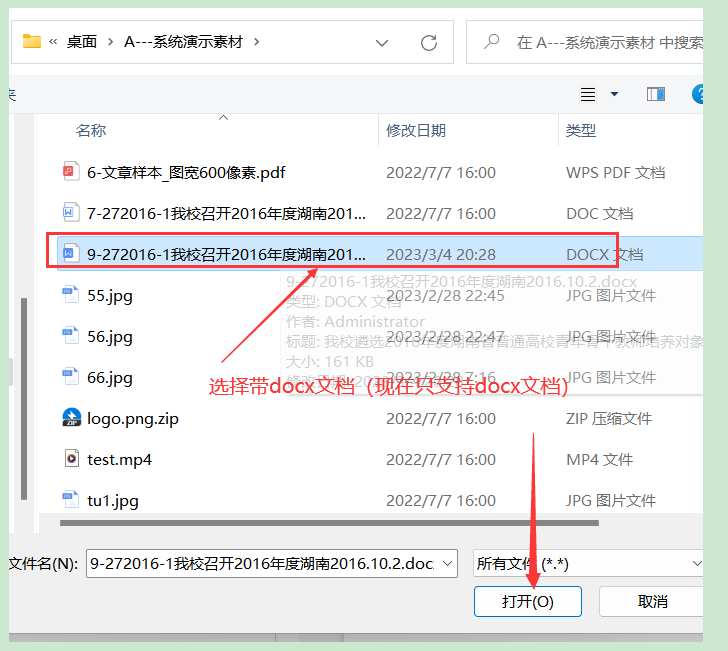 « 桌面 › A---系统演示素材 ›
在 A---系统演示素材 中搜索
名称 修改日期 类型
6-文章样本_图宽600像素.pdf 2022/7/7 16:00 WPS PDF 文档
7-272016-1我校召开2016年度湖南201... 2022/7/7 16:00 DOC 文档
9-272016-1我校召开2016年度湖南201... 2023/3/4 20:28 DOCX 文档
9-272016-1我校召开2016年度湖南2016.10.2.docx
55.jpg 2023/2/28 22:45 JPG 图片文件
类型: DOCX 文档
作者: Administrator
56.jpg 2023/2/28 22:47 JPG 图片文件
标题: 我校遴选2016年度湖南省普通高校青年骨干教师培养对象
大小: 161 KB
66.jpg 2023/2/28 7:16 JPG 图片文件
选择带docx文档（现在只支持docx文档）
logo.png.zip 2022/7/7 16:00 ZIP 压缩文件
test.mp4 2022/7/7 16:00 MP4 文件
tu1.jpg 2022/7/7 16:00 JPG 图片文件
文件名(N): 9-272016-1我校召开2016年度湖南2016.10.2.doc 所有文件 (*.*)
打开(O) 取消